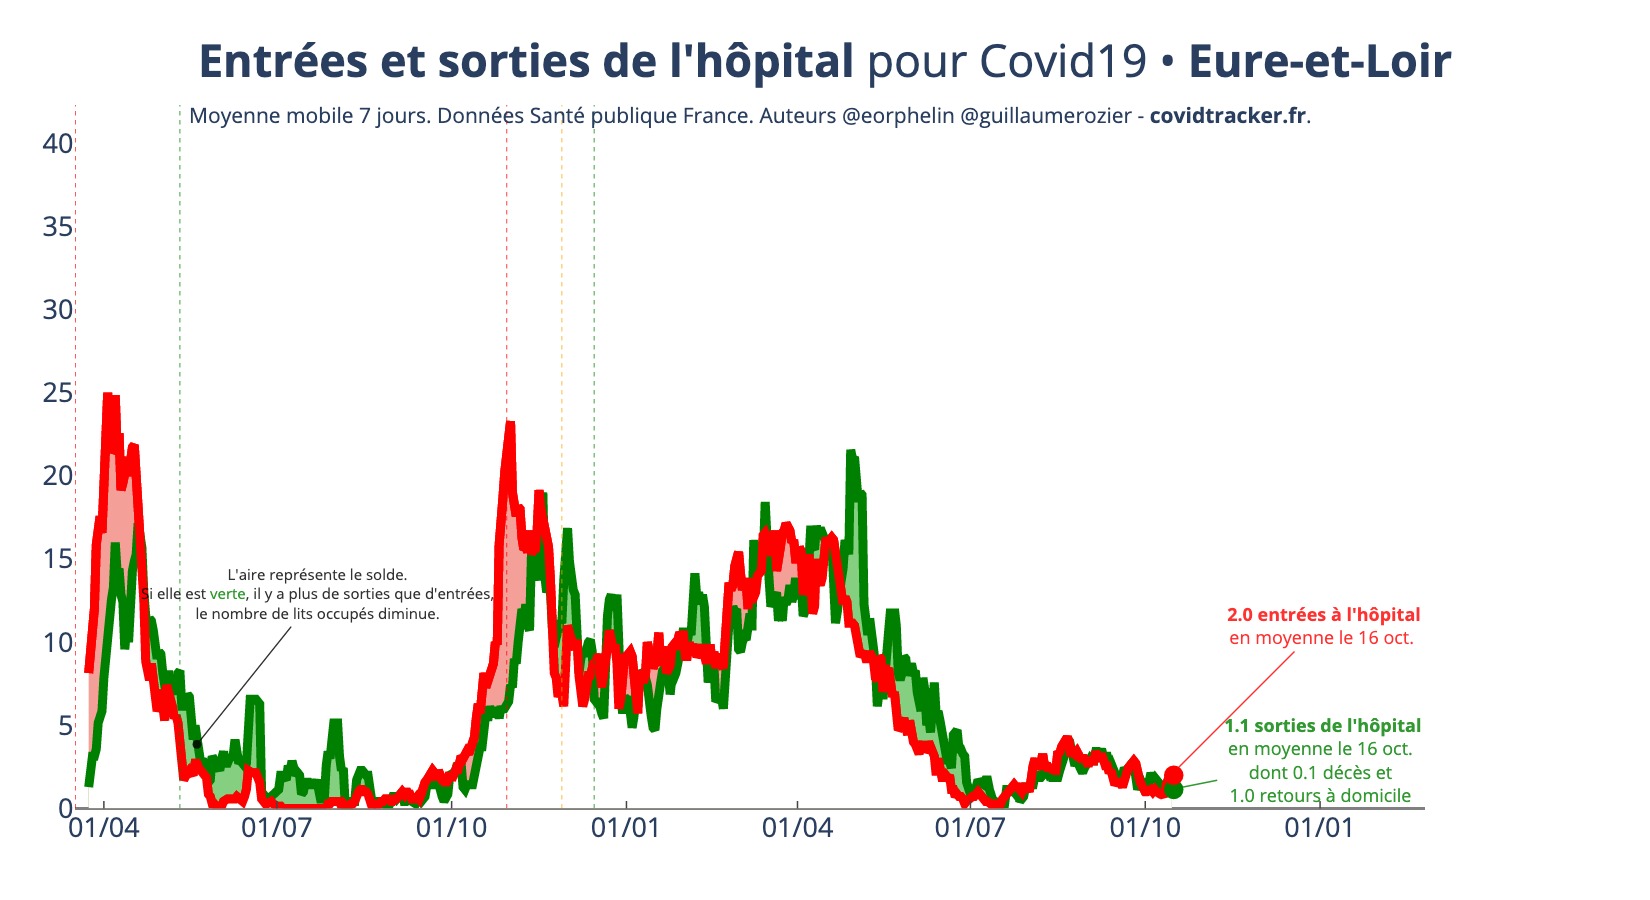 Entrées et sorties de l'hôpital pour Covid19 • Eure-et-Loir
Moyenne mobile 7 jours. Données Santé publique France. Auteurs @eorphelin @guillaumerozier - covidtracker.fr.
40
35
30
25
20
15
10
5
0
L'aire représente le solde.
Si elle est verte, il y a plus de sorties que d'entrées,
le nombre de lits occupés diminue.
2.0 entrées à l'hôpital
en moyenne le 16 oct.
1.1 sorties de l'hôpital
en moyenne le 16 oct.
dont 0.1 décès et
1.0 retours à domicile
01/04
01/07
01/10
01/01
01/04
01/07
01/10
01/01